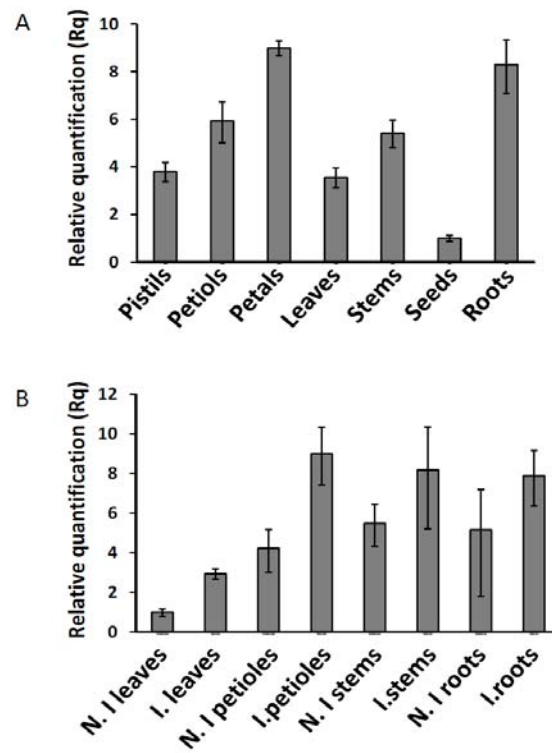 A
Relative quantification (Rq)
10
8
6
4
2
0
Pistils
Petiols
Petals
Leaves
Stems
Seeds
Roots
B
Relative quantification (Rq)
12
10
8
6
4
2
0
N. I leaves
I. leaves
N. I petioles
I.petioles
N. I stems
I.stems
N. I roots
I.roots